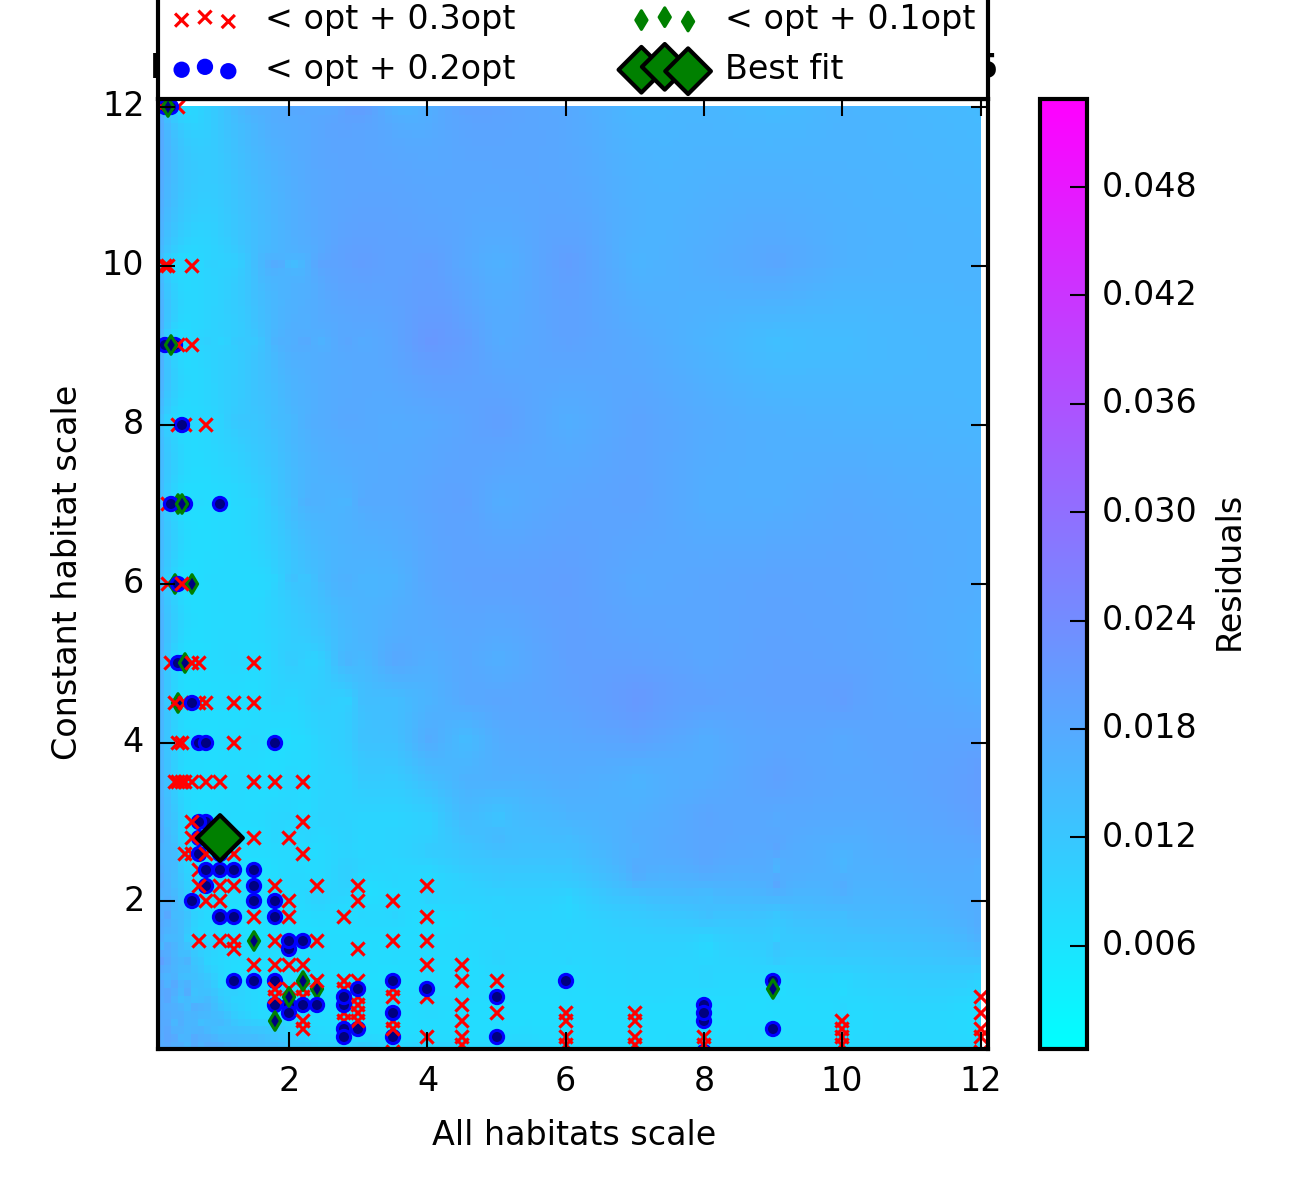 < opt + 0.3opt
< opt + 0.1opt
< opt + 0.2opt
Best fit
12
10
8
6
4
2
Constant habitat scale
2
4
6
8
10
12
All habitats scale
0.048
0.042
0.036
0.030
0.024
0.018
0.012
0.006
Residuals